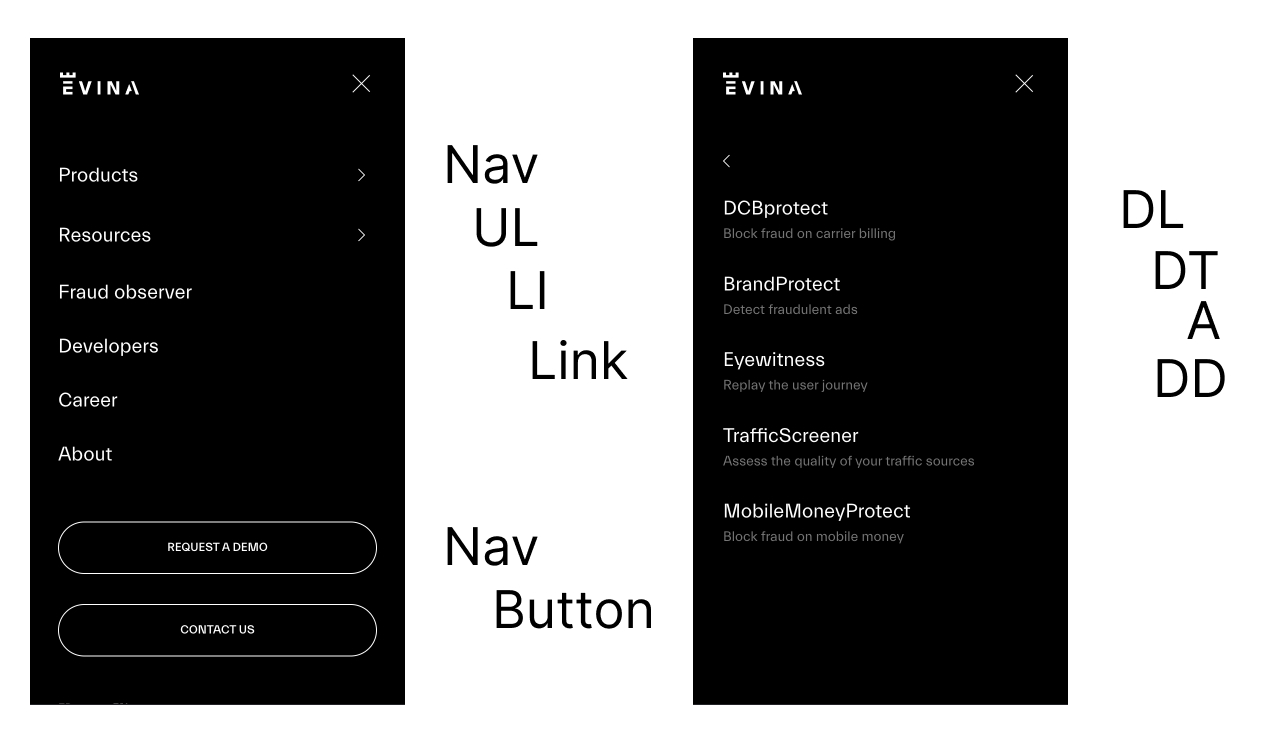 EVINA
Products
Resources
Fraud observer
Developers
Career
About
REQUEST A DEMO
CONTACT US
Nav
UL
LI
Link
Nav
Button
EVINA
DCBprotect
Block fraud on carrier billing
BrandProtect
Detect fraudulent ads
Eyewitness
Replay the user journey
TrafficScreener
Assess the quality of your traffic sources
MobileMoneyProtect
Block fraud on mobile money
DL
DT
A
DD